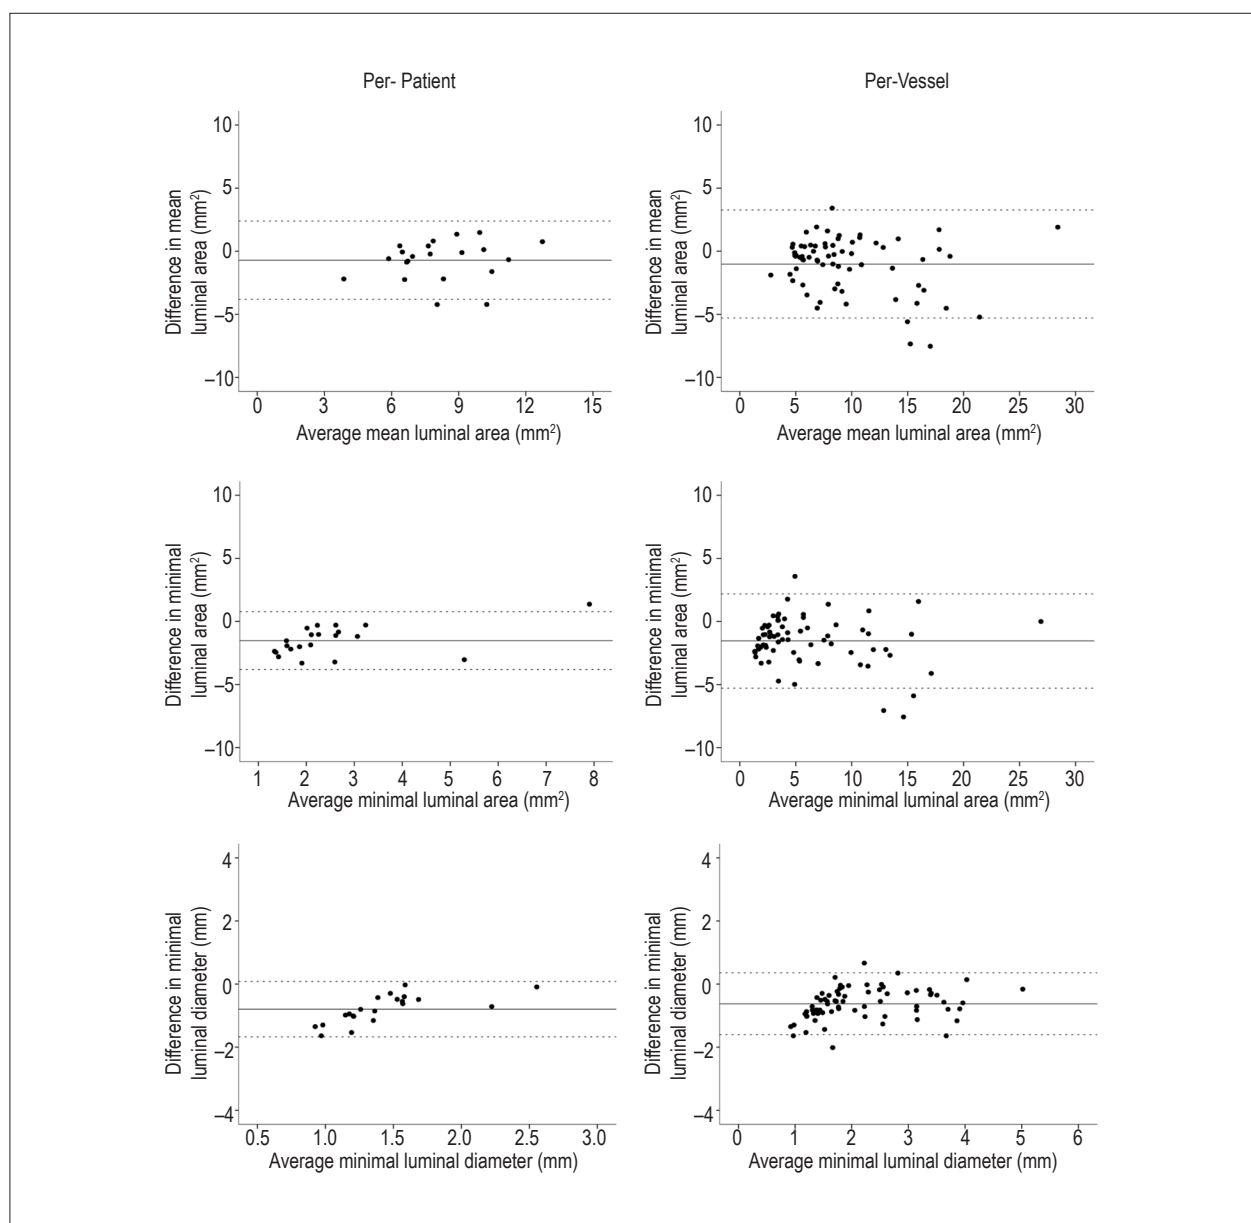 Per- Patient
Per-Vessel
Difference in mean
luminal area (mm²)
10
5
0
–5
–10
0 3 6 9 12 15
Average mean luminal area (mm²)
Difference in mean
luminal area (mm²)
10
5
0
–5
–10
0 5 10 15 20 25 30
Average mean luminal area (mm²)
Difference in minimal
luminal area (mm²)
10
5
0
–5
–10
1 2 3 4 5 6 7 8
Average minimal luminal area (mm²)
Difference in minimal
luminal area (mm²)
10
5
0
–5
–10
0 5 10 15 20 25 30
Average minimal luminal area (mm²)
Difference in minimal
luminal diameter (mm)
4
2
0
–2
–4
0.5 1.0 1.5 2.0 2.5 3.0
Average minimal luminal diameter (mm)
Difference in minimal
luminal diameter (mm)
4
2
0
–2
–4
0 1 2 3 4 5 6
Average minimal luminal diameter (mm)